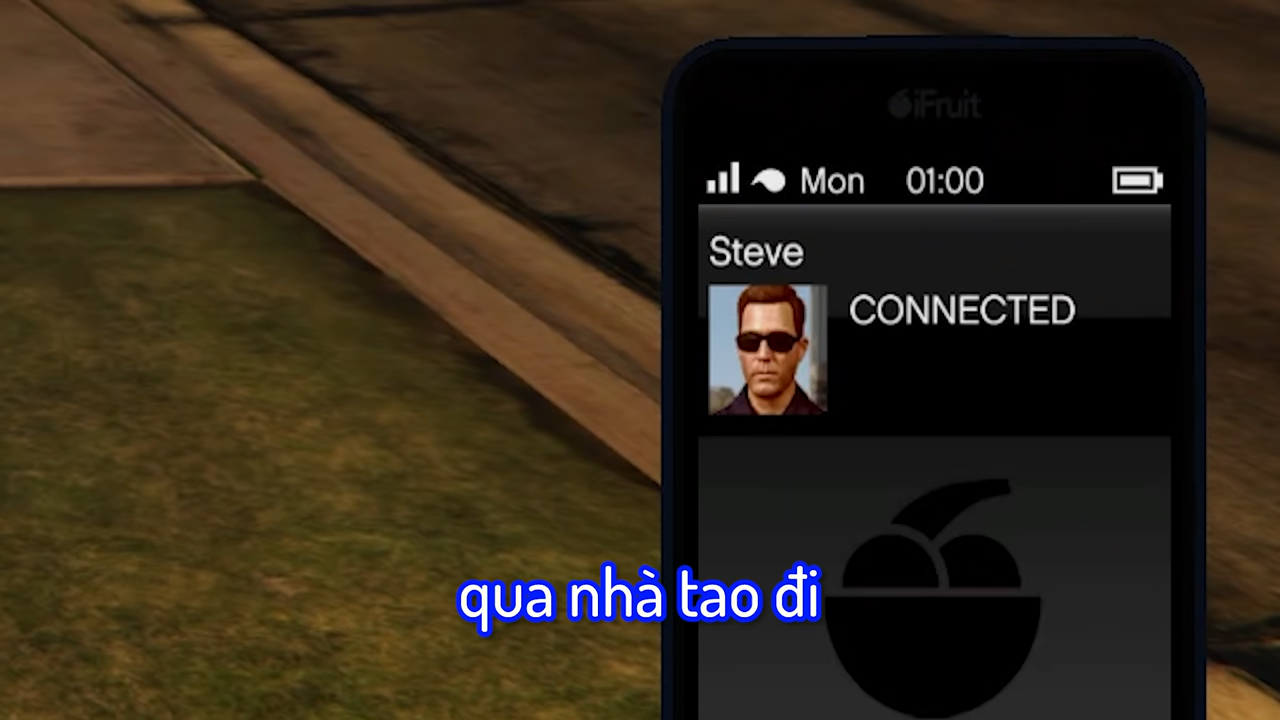 iFruit
Mon 01:00
Steve
CONNECTED
qua nhà tao đi